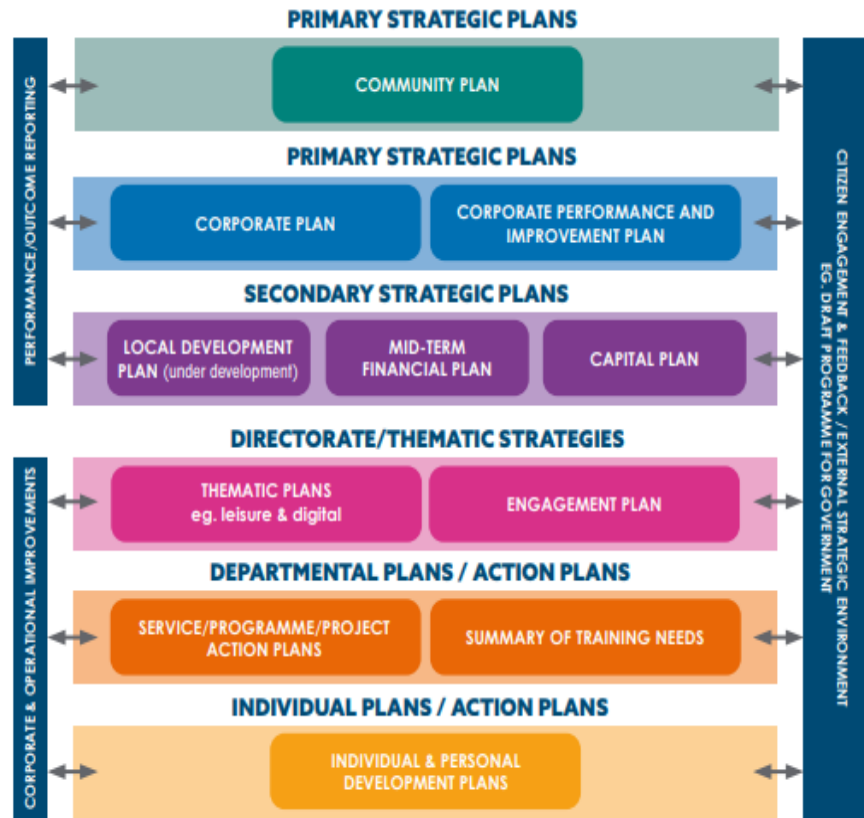 PRIMARY STRATEGIC PLANS
COMMUNITY PLAN
PRIMARY STRATEGIC PLANS
CORPORATE PLAN
CORPORATE PERFORMANCE AND
IMPROVEMENT PLAN
SECONDARY STRATEGIC PLANS
LOCAL DEVELOPMENT
PLAN (under development)
MID-TERM
FINANCIAL PLAN
CAPITAL PLAN
DIRECTORATE/THEMATIC STRATEGIES
THEMATIC PLANS
eg. leisure & digital
ENGAGEMENT PLAN
DEPARTMENTAL PLANS / ACTION PLANS
SERVICE/PROGRAMME/PROJECT
ACTION PLANS
SUMMARY OF TRAINING NEEDS
INDIVIDUAL PLANS / ACTION PLANS
INDIVIDUAL & PERSONAL
DEVELOPMENT PLANS
PERFORMANCE/OUTCOME REPORTING
CORPORATE & OPERATIONAL IMPROVEMENTS
CITIZEN ENGAGEMENT & FEEDBACK / EXTERNAL STRATEGIC ENVIRONMENT
EG. DRAFT PROGRAMME FOR GOVERNMENT